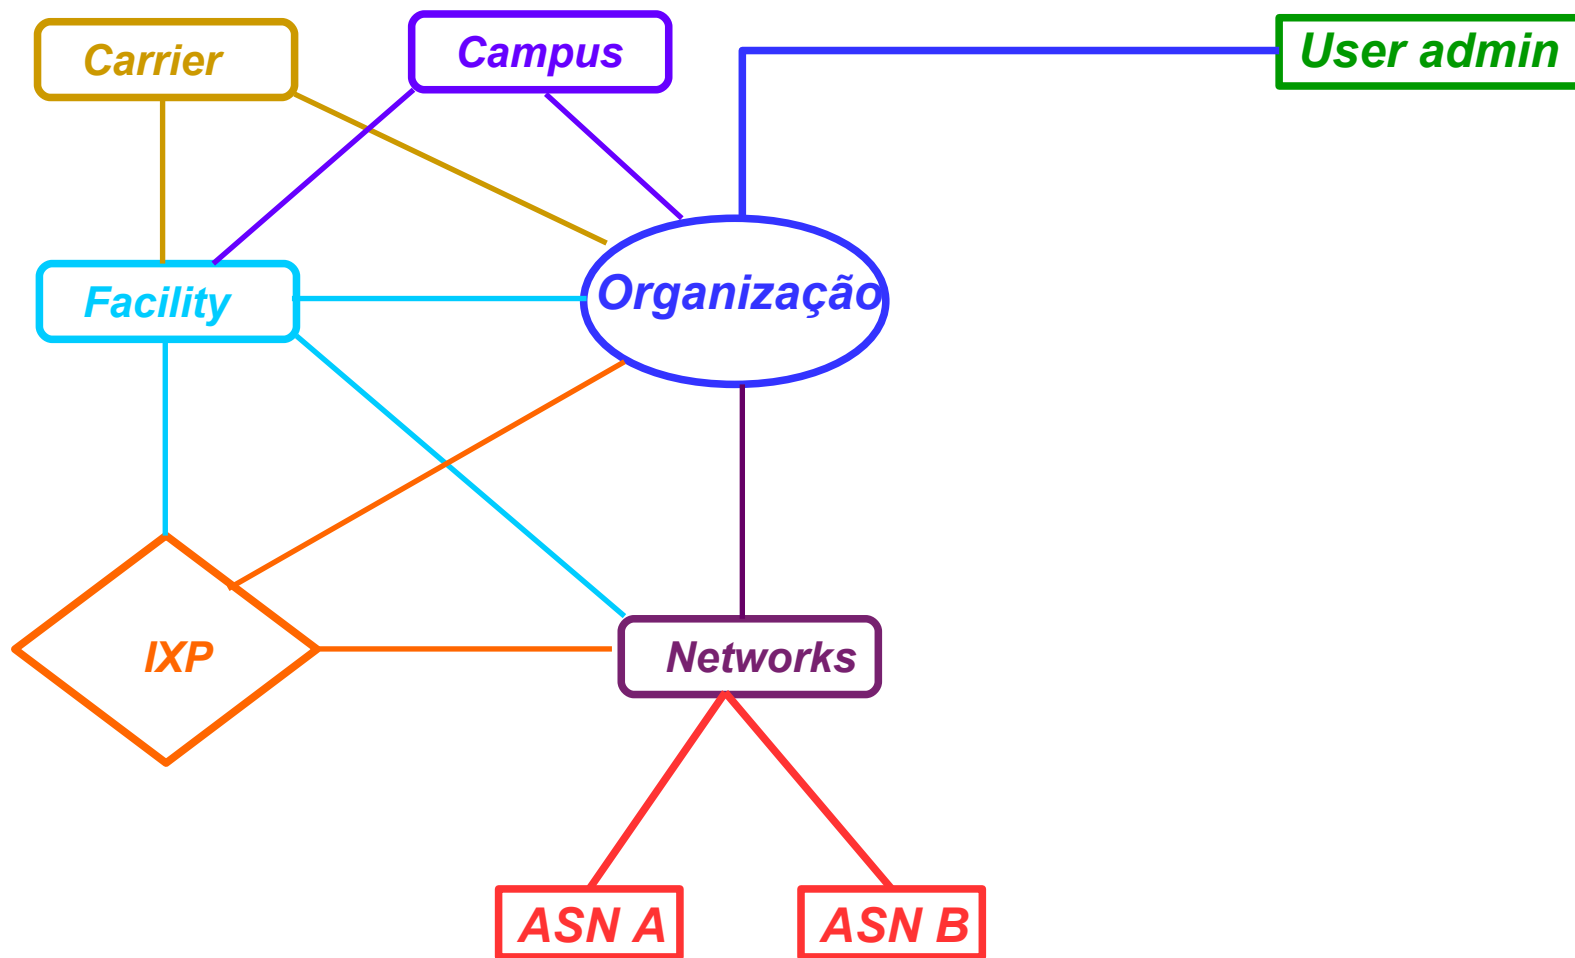 Carrier
Campus
User admin
Facility
Organização
IXP
Networks
ASN A
ASN B